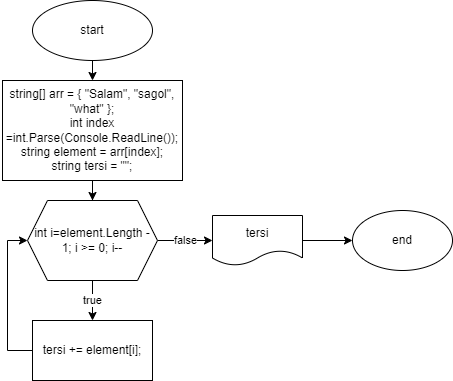 start
string[] arr = { "Salam", "sagol",
"what" };
int index
=int.Parse(Console.ReadLine());
string element = arr[index];
string tersi = "";
int i=element.Length -
1; i >= 0; i--
false
tersi
end
true
tersi += element[i];